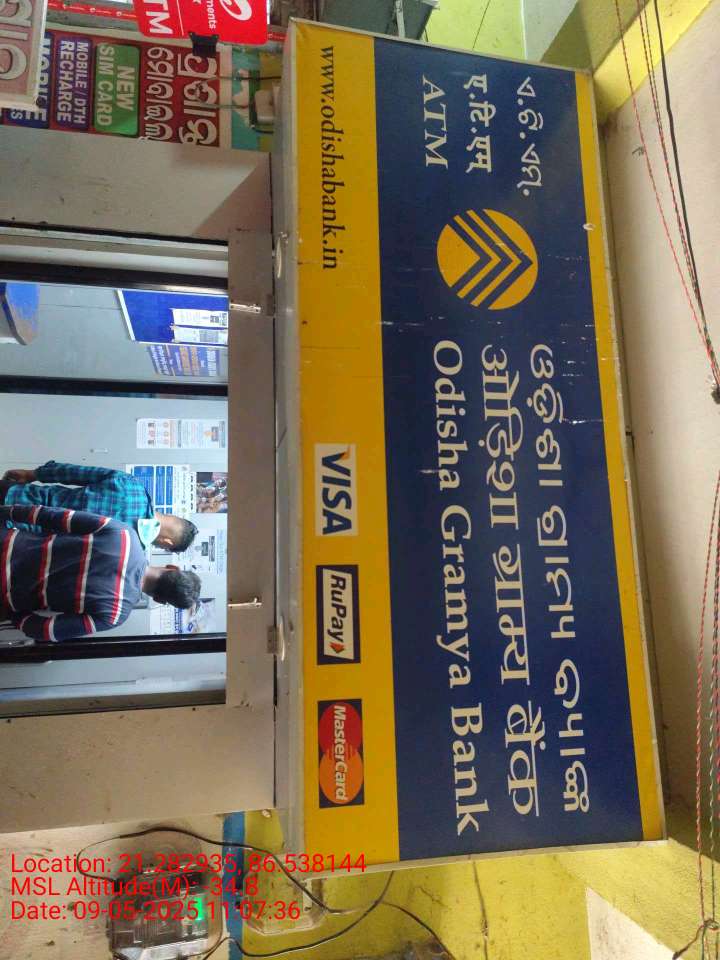 ଏ.ଟି.ଏମ୍.
ए.टि.एम
ATM
ଓଡ଼ିଶା ଗ୍ରାମ୍ୟ ବ୍ୟାଙ୍କ
ओड़िशा ग्राम्य बैंक
Odisha Gramya Bank
www.odishabank.in
VISA
RuPay
MasterCard
NEW
SIM CARD
MOBILE / DTH
RECHARGE
ATM
Location: 21.282935, 86.538144
MSL Altitude(M): -34.8
Date: 09-05-2025 11:07:36